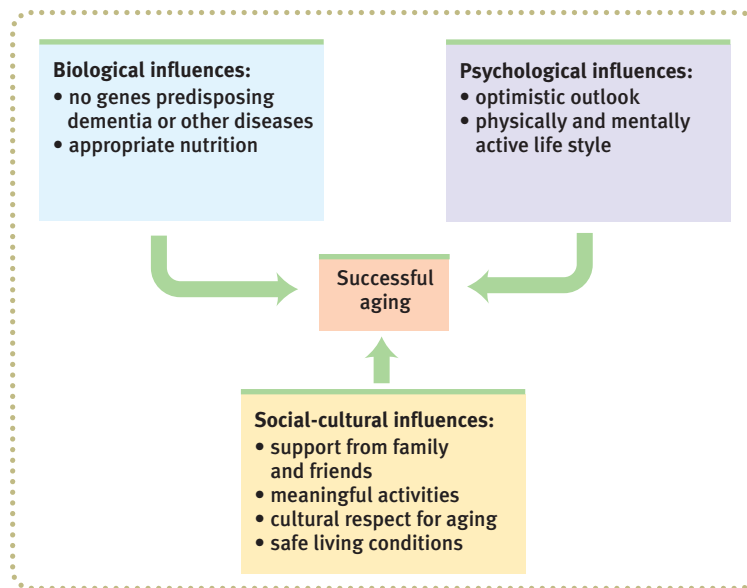 Biological influences:
• no genes predisposing
dementia or other diseases
• appropriate nutrition
Psychological influences:
• optimistic outlook
• physically and mentally
active life style
Successful
aging
Social-cultural influences:
• support from family
and friends
• meaningful activities
• cultural respect for aging
• safe living conditions